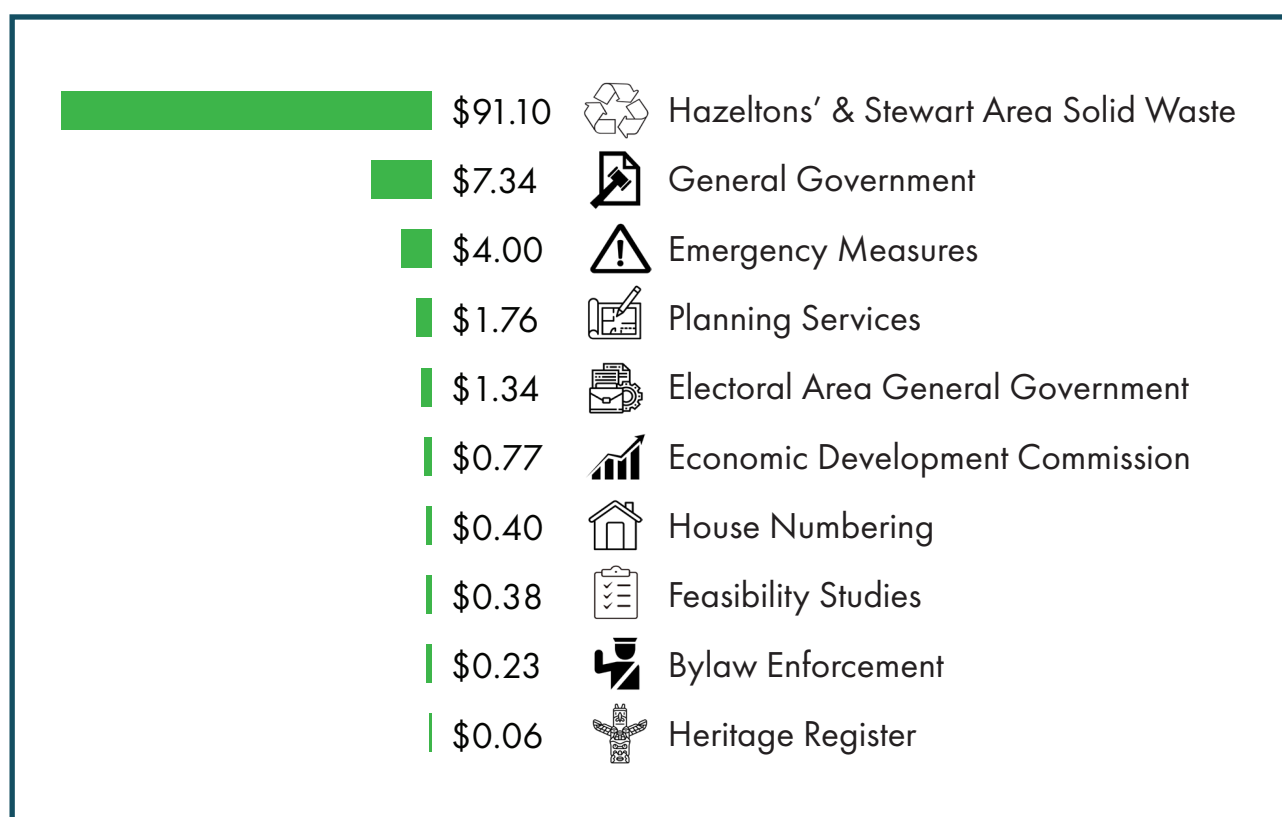 $91.10 Hazeltons’ & Stewart Area Solid Waste
$7.34 General Government
$4.00 Emergency Measures
$1.76 Planning Services
$1.34 Electoral Area General Government
$0.77 Economic Development Commission
$0.40 House Numbering
$0.38 Feasibility Studies
$0.23 Bylaw Enforcement
$0.06 Heritage Register